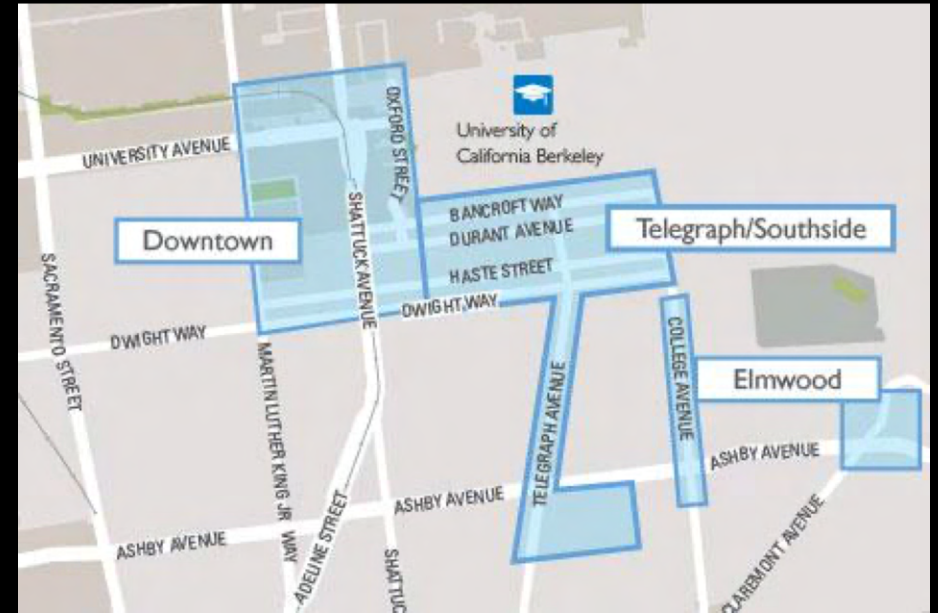 OXFORD STREET
University of
California Berkeley
UNIVERSITY AVENUE
BANCROFT WAY
DURANT AVENUE
Telegraph/Southside
Downtown
SHATTUCK AVENUE
HASTE STREET
DWIGHT WAY
SACRAMENTO STREET
DWIGHT WAY
MARTIN LUTHER KING JR WAY
COLLEGE AVENUE
Elmwood
TELEGRAPH AVENUE
ASHBY AVENUE
ASHBY AVENUE
ASHBY AVENUE
ADELINE STREET
SHATTUC
CLAREMONT AVENUE